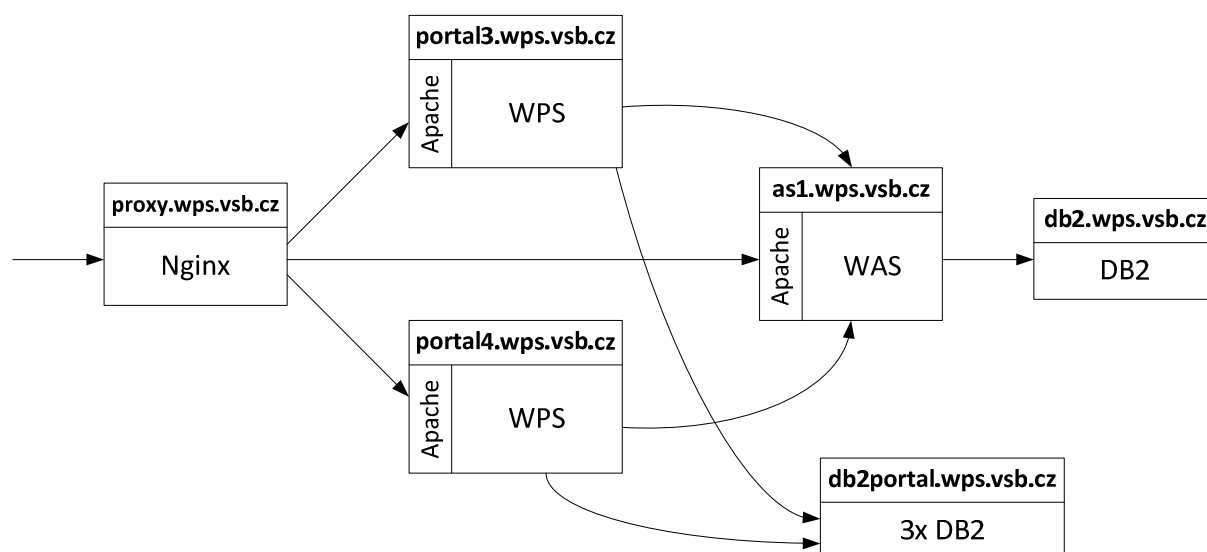 portal3.wps.vsb.cz
Apache
WPS
proxy.wps.vsb.cz
Nginx
as1.wps.vsb.cz
Apache
WAS
db2.wps.vsb.cz
DB2
portal4.wps.vsb.cz
Apache
WPS
db2portal.wps.vsb.cz
3x DB2